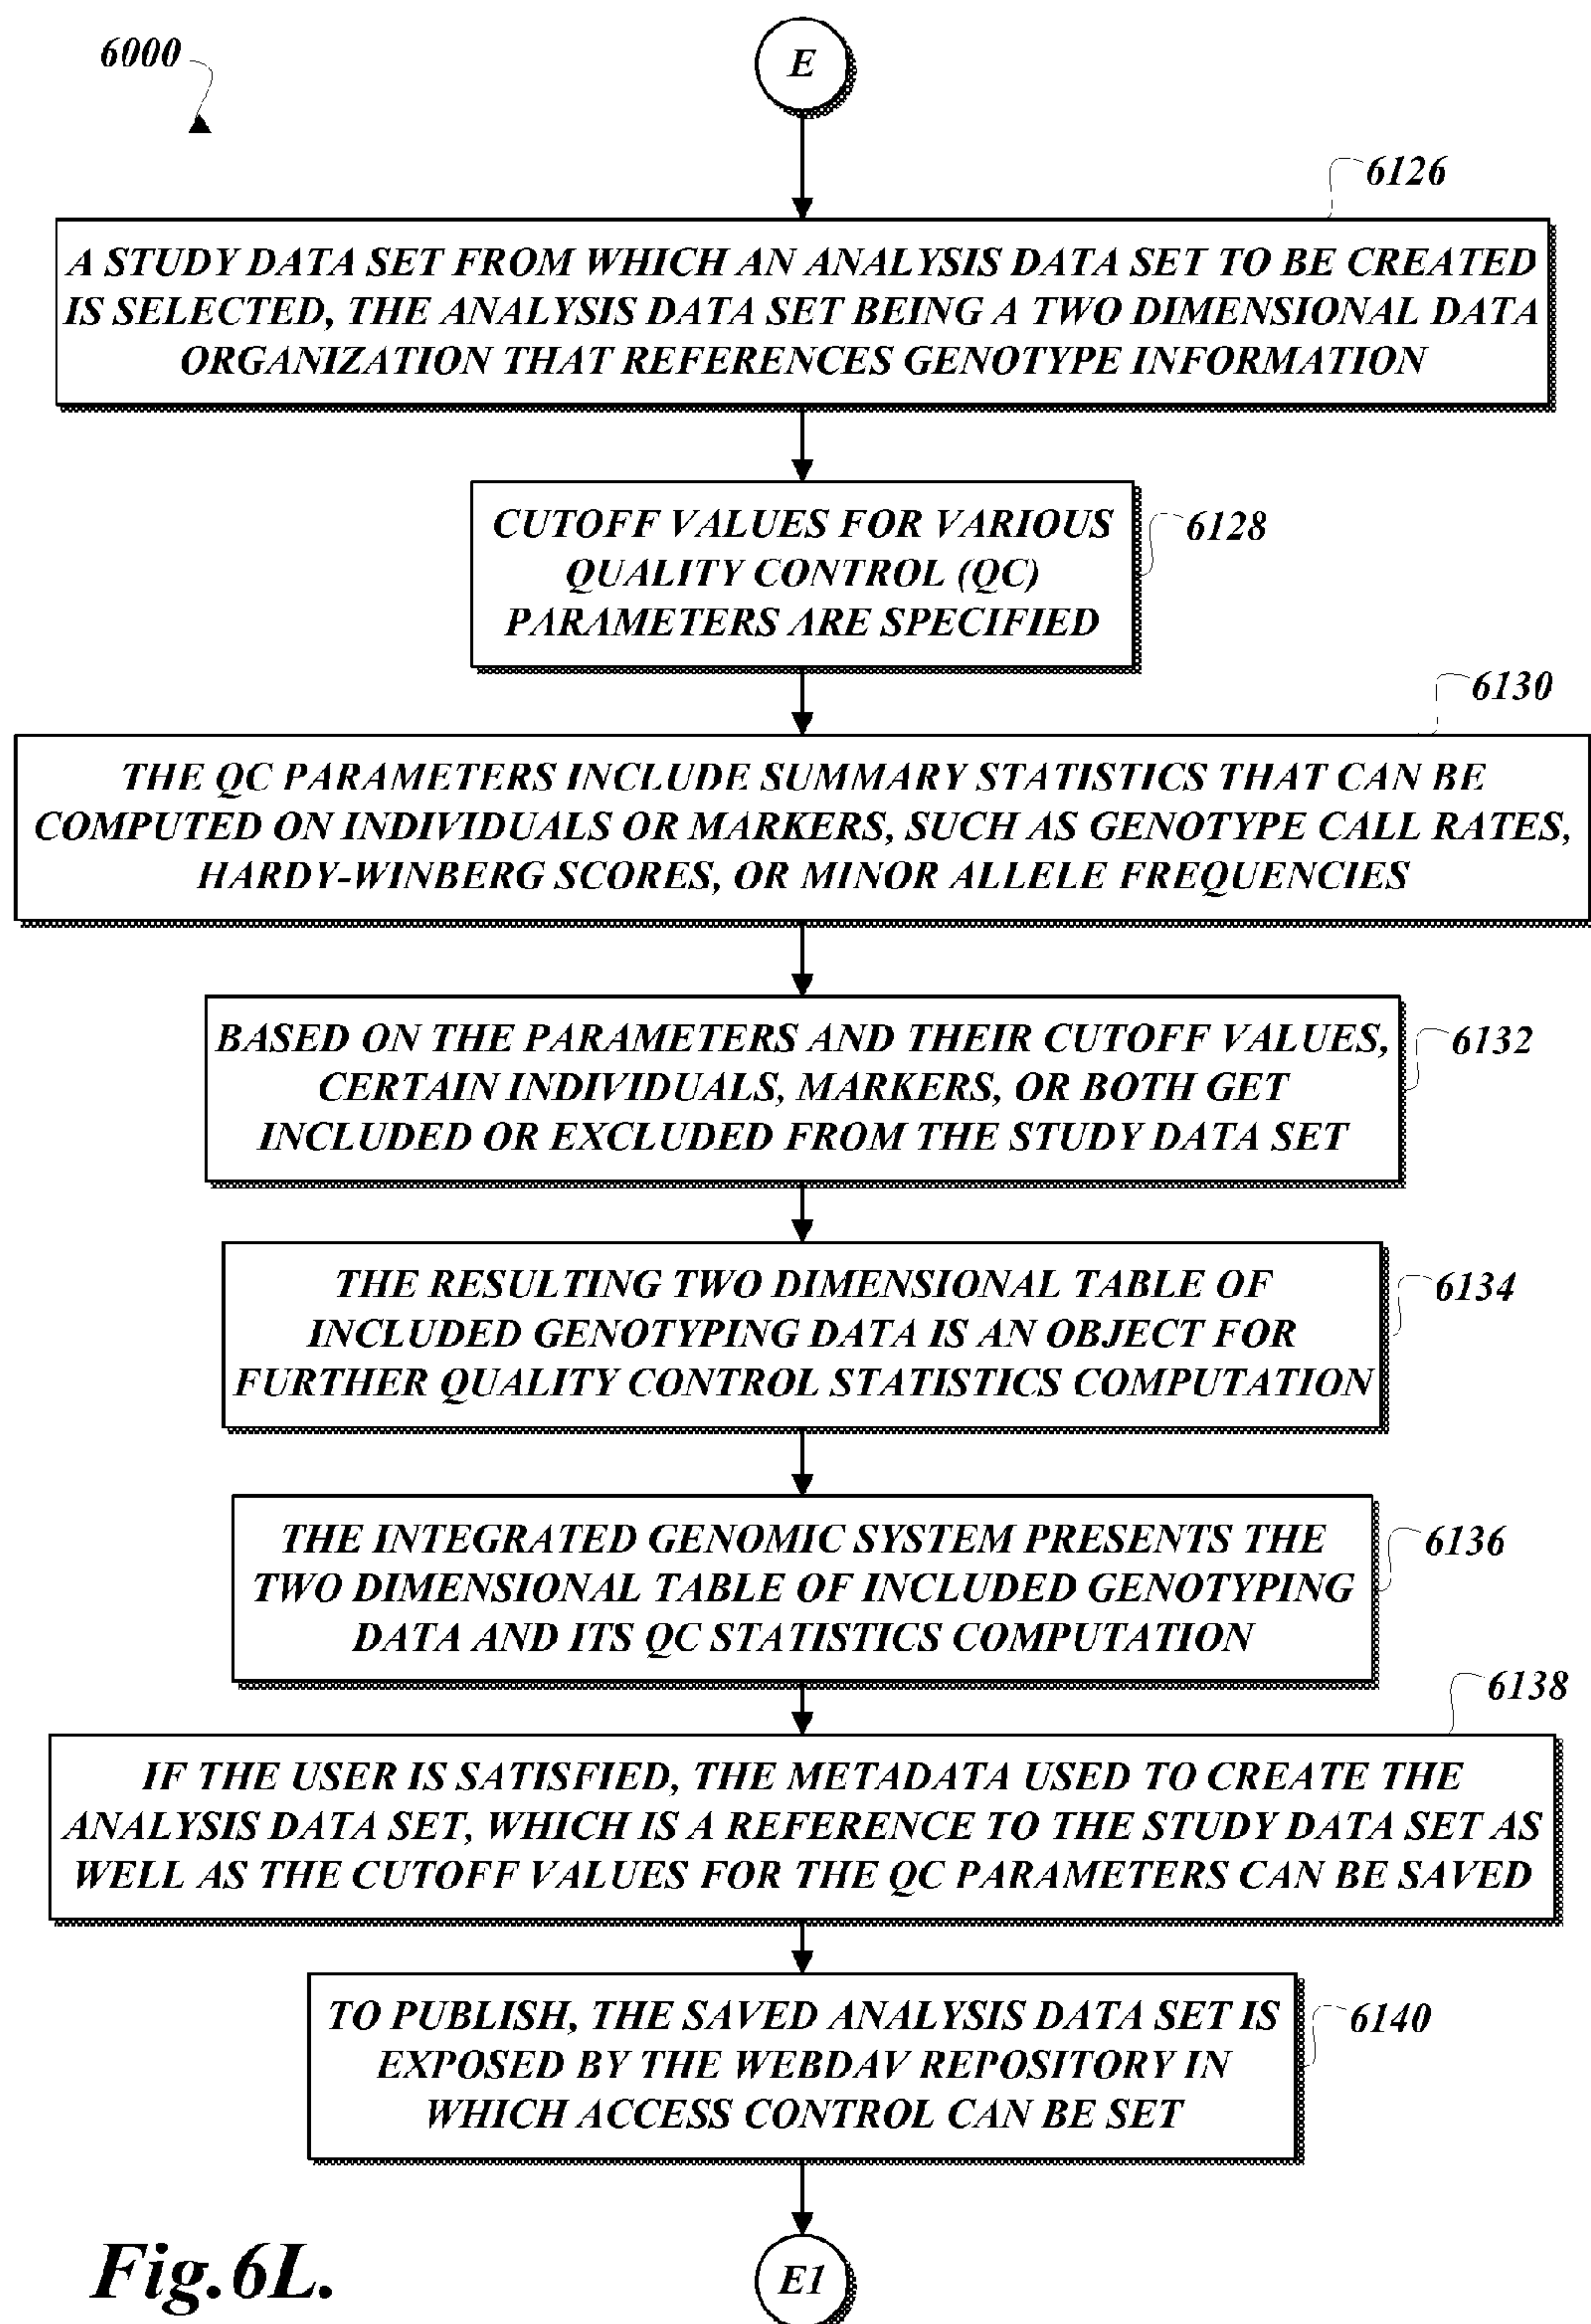 6000
E
6126
A STUDY DATA SET FROM WHICH AN ANALYSIS DATA SET TO BE CREATED
IS SELECTED, THE ANALYSIS DATA SET BEING A TWO DIMENSIONAL DATA
ORGANIZATION THAT REFERENCES GENOTYPE INFORMATION
CUTOFF VALUES FOR VARIOUS
QUALITY CONTROL (QC)
PARAMETERS ARE SPECIFIED
6128
6130
THE QC PARAMETERS INCLUDE SUMMARY STATISTICS THAT CAN BE
COMPUTED ON INDIVIDUALS OR MARKERS, SUCH AS GENOTYPE CALL RATES,
HARDY-WINBERG SCORES, OR MINOR ALLELE FREQUENCIES
BASED ON THE PARAMETERS AND THEIR CUTOFF VALUES,
CERTAIN INDIVIDUALS, MARKERS, OR BOTH GET
INCLUDED OR EXCLUDED FROM THE STUDY DATA SET
6132
THE RESULTING TWO DIMENSIONAL TABLE OF
INCLUDED GENOTYPING DATA IS AN OBJECT FOR
FURTHER QUALITY CONTROL STATISTICS COMPUTATION
6134
THE INTEGRATED GENOMIC SYSTEM PRESENTS THE
TWO DIMENSIONAL TABLE OF INCLUDED GENOTYPING
DATA AND ITS QC STATISTICS COMPUTATION
6136
6138
IF THE USER IS SATISFIED, THE METADATA USED TO CREATE THE
ANALYSIS DATA SET, WHICH IS A REFERENCE TO THE STUDY DATA SET AS
WELL AS THE CUTOFF VALUES FOR THE QC PARAMETERS CAN BE SAVED
TO PUBLISH, THE SAVED ANALYSIS DATA SET IS
EXPOSED BY THE WEBDAV REPOSITORY IN
WHICH ACCESS CONTROL CAN BE SET
6140
E1
Fig.6L.